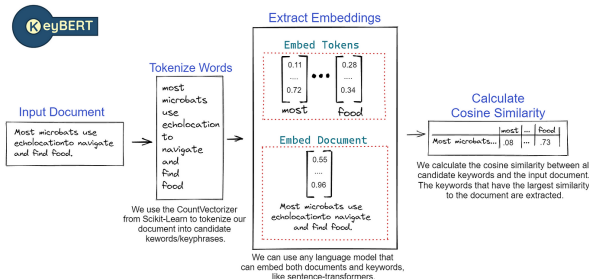 KeyBERT
Input Document
Most microbats use
echolocationto navigate
and find food.
Tokenize Words
most
microbats
use
echolocation
to
navigate
and
find
food
We use the CountVectorizer
from Scikit-Learn to tokenize our
document into candidate
kewords/keyphrases.
Extract Embeddings
Embed Tokens
0.11 0.28
.... ....
0.72 0.34
most food
Embed Document
0.55
....
0.96
Most microbats use
echolocationto navigate
and find food.
We can use any language model that
can embed both documents and keywords,
like sentence-transformers.
Calculate
Cosine Similarity
most ... food
Most microbats... .08 ... .73
We calculate the cosine similarity between al
candidate keywords and the input document.
The keywords that have the largest similarity
to the document are extracted.